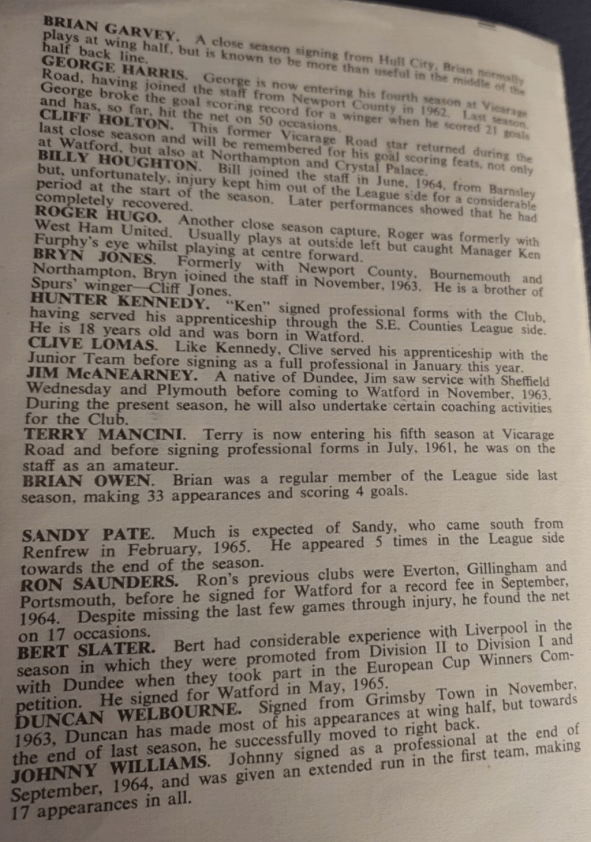 BRIAN GARVEY. A close season signing from Hull City, Brian normally
plays at wing half, but is known to be more than useful in the middle of the
half back line.
GEORGE HARRIS. George is now entering his fourth season at Vicarage
Road, having joined the staff from Newport County in 1962. Last season,
George broke the goal scoring record for a winger when he scored 21 goals
and has, so far, hit the net on 50 occasions.
CLIFF HOLTON. This former Vicarage Road star returned during the
last close season and will be remembered for his goal scoring feats, not only
at Watford, but also at Northampton and Crystal Palace.
BILLY HOUGHTON. Bill joined the staff in June, 1964, from Barnsley
but, unfortunately, injury kept him out of the League side for a considerable
period at the start of the season. Later performances showed that he had
completely recovered.
ROGER HUGO. Another close season capture, Roger was formerly with
West Ham United. Usually plays at outside left but caught Manager Ken
Furphy's eye whilst playing at centre forward.
BRYN JONES. Formerly with Newport County, Bournemouth and
Northampton, Bryn joined the staff in November, 1963. He is a brother of
Spurs' winger—Cliff Jones.
HUNTER KENNEDY. "Ken" signed professional forms with the Club,
having served his apprenticeship through the S.E. Counties League side.
He is 18 years old and was born in Watford.
CLIVE LOMAS. Like Kennedy, Clive served his apprenticeship with the
Junior Team before signing as a full professional in January this year.
JIM McANEARNEY. A native of Dundee, Jim saw service with Sheffield
Wednesday and Plymouth before coming to Watford in November, 1963.
During the present season, he will also undertake certain coaching activities
for the Club.
TERRY MANCINI. Terry is now entering his fifth season at Vicarage
Road and before signing professional forms in July, 1961, he was on the
staff as an amateur.
BRIAN OWEN. Brian was a regular member of the League side last
season, making 33 appearances and scoring 4 goals.
SANDY PATE. Much is expected of Sandy, who came south from
Renfrew in February, 1965. He appeared 5 times in the League side
towards the end of the season.
RON SAUNDERS. Ron's previous clubs were Everton, Gillingham and
Portsmouth, before he signed for Watford for a record fee in September,
1964. Despite missing the last few games through injury, he found the net
on 17 occasions.
BERT SLATER. Bert had considerable experience with Liverpool in the
season in which they were promoted from Division II to Division I and
with Dundee when they took part in the European Cup Winners Com-
petition. He signed for Watford in May, 1965.
DUNCAN WELBOURNE. Signed from Grimsby Town in November,
1963, Duncan has made most of his appearances at wing half, but towards
the end of last season, he successfully moved to right back.
JOHNNY WILLIAMS. Johnny signed as a professional at the end of
September, 1964, and was given an extended run in the first team, making
17 appearances in all.